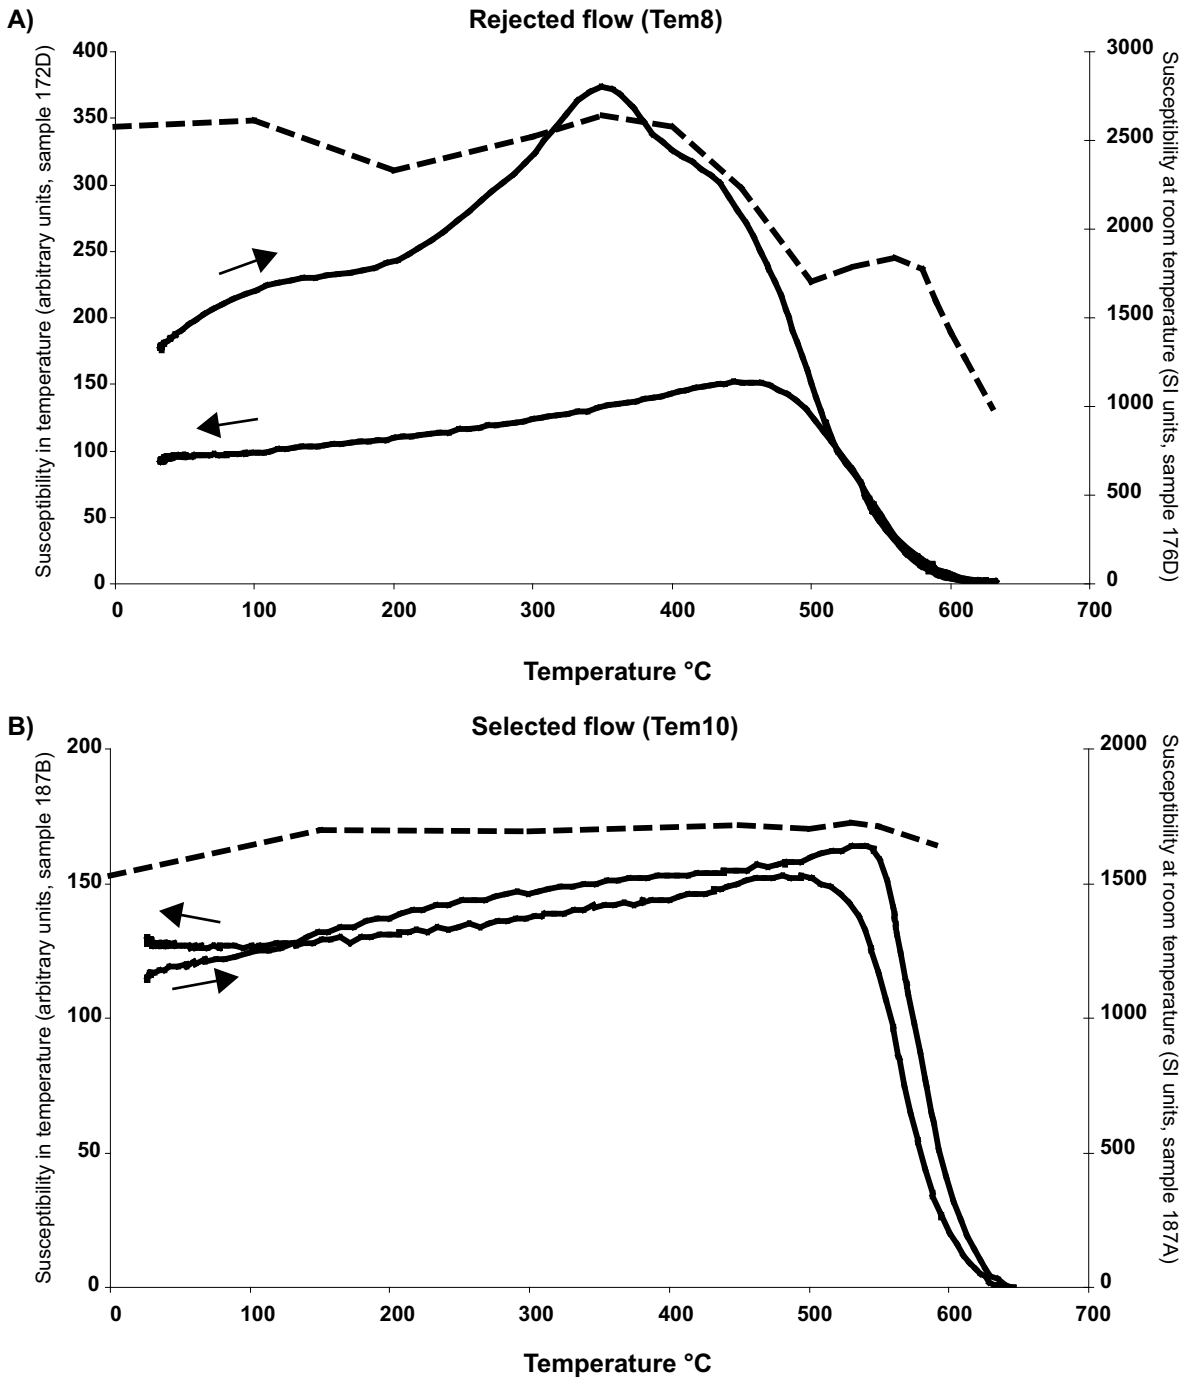 A)
Rejected flow (Tem8)
Susceptibility in temperature (arbitrary units, sample 172D)
400
350
300
250
200
150
100
50
0
3000
2500
2000
1500
1000
500
0
Susceptibility at room temperature (SI units, sample 176D)
0 100 200 300 400 500 600 700
Temperature °C
B)
Selected flow (Tem10)
Susceptibility in temperature (arbitrary units, sample 187B)
200
150
100
50
0
2000
1500
1000
500
0
Susceptibility at room temperature (SI units, sample 187A)
0 100 200 300 400 500 600 700
Temperature °C